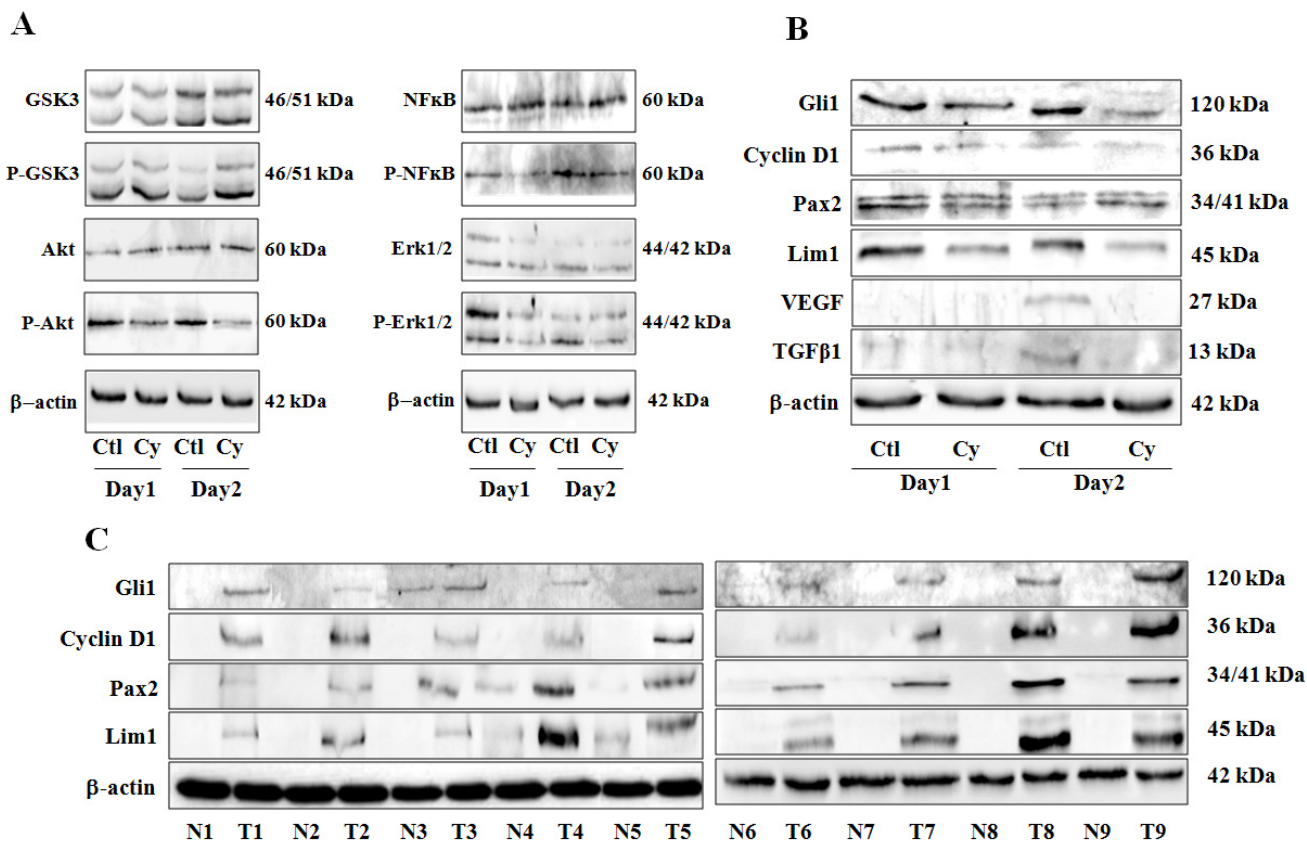 A
GSK3 46/51 kDa
P-GSK3 46/51 kDa
Akt 60 kDa
P-Akt 60 kDa
β–actin 42 kDa
Ctl Cy Ctl Cy
Day1 Day2
NFκB 60 kDa
P-NFκB 60 kDa
Erk1/2 44/42 kDa
P-Erk1/2 44/42 kDa
β–actin 42 kDa
Ctl Cy Ctl Cy
Day1 Day2
B
Gli1 120 kDa
Cyclin D1 36 kDa
Pax2 34/41 kDa
Lim1 45 kDa
VEGF 27 kDa
TGFβ1 13 kDa
β-actin 42 kDa
Ctl Cy Ctl Cy
Day1 Day2
C
Gli1 120 kDa
Cyclin D1 36 kDa
Pax2 34/41 kDa
Lim1 45 kDa
β-actin 42 kDa
N1 T1 N2 T2 N3 T3 N4 T4 N5 T5 N6 T6 N7 T7 N8 T8 N9 T9